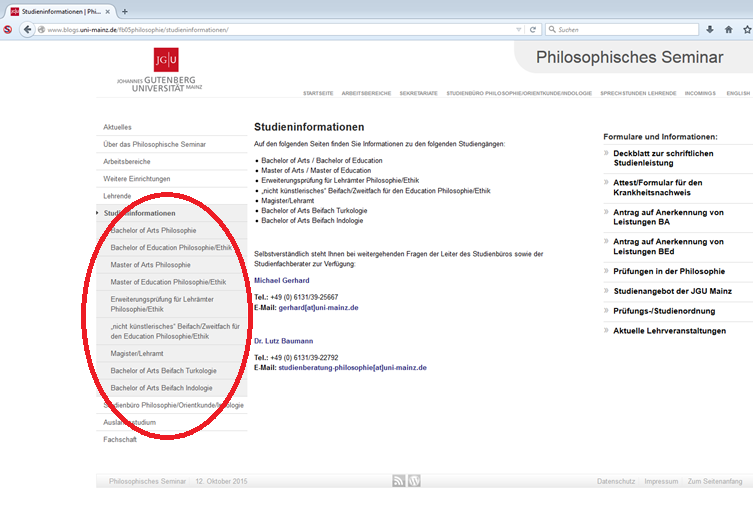 Studieninformationen | Phi...
www.blogs.uni-mainz.de/fb05philosophie/studieninformationen/
Suchen
JG|U
JOHANNES GUTENBERG
UNIVERSITÄT MAINZ
Philosophisches Seminar
STARTSEITE ARBEITSBEREICHE SEKRETARIATE STUDIENBÜRO PHILOSOPHIE/ORIENTKUNDE/INDOLOGIE SPRECHSTUNDEN LEHRENDE INCOMINGS ENGLISH
Aktuelles
Über das Philosophische Seminar
Arbeitsbereiche
Weitere Einrichtungen
Lehrende
Studieninformationen
Bachelor of Arts Philosophie
Bachelor of Education Philosophie/Ethik
Master of Arts Philosophie
Master of Education Philosophie/Ethik
Erweiterungsprüfung für Lehrämter
Philosophie/Ethik
„nicht künstlerisches" Beifach/Zweitfach für
den Education Philosophie/Ethik
Magister/Lehramt
Bachelor of Arts Beifach Turkologie
Bachelor of Arts Beifach Indologie
Studienbüro Philosophie/Orientkunde/Indologie
Auslandsstudium
Fachschaft
Studieninformationen
Auf den folgenden Seiten finden Sie Informationen zu den folgenden Studiengängen:
• Bachelor of Arts / Bachelor of Education
• Master of Arts / Master of Education
• Erweiterungsprüfung für Lehrämter Philosophie/Ethik
• „nicht künstlerisches" Beifach/Zweitfach für den Education Philosophie/Ethik
• Magister/Lehramt
• Bachelor of Arts Beifach Turkologie
• Bachelor of Arts Beifach Indologie
Selbstverständlich steht Ihnen bei weitergehenden Fragen der Leiter des Studienbüros sowie der
Studienfachberater zur Verfügung:
Michael Gerhard
Tel.: +49 (0) 6131/39-25667
E-Mail: gerhard[at]uni-mainz.de
Dr. Lutz Baumann
Tel.: +49 (0) 6131/39-22792
E-Mail: studienberatung-philosophie[at]uni-mainz.de
Formulare und Informationen:
» Deckblatt zur schriftlichen
Studienleistung
» Attest/Formular für den
Krankheitsnachweis
» Antrag auf Anerkennung von
Leistungen BA
» Antrag auf Anerkennung von
Leistungen BEd
» Prüfungen in der Philosophie
» Studienangebot der JGU Mainz
» Prüfungs-/Studienordnung
» Aktuelle Lehrveranstaltungen
Philosophisches Seminar 12. Oktober 2015
Datenschutz Impressum Zum Seitenanfang